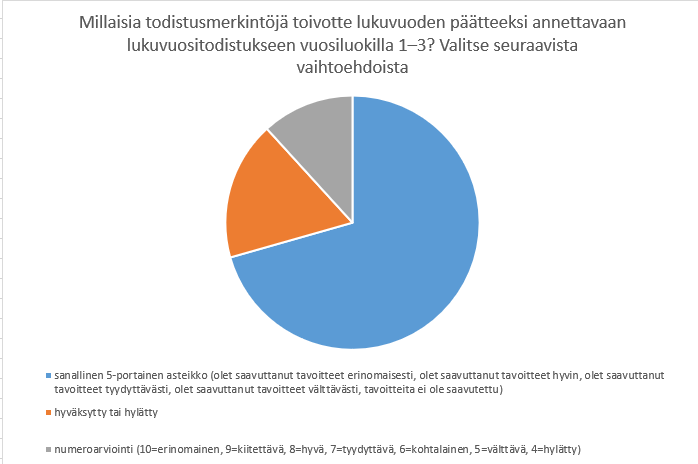 Millaisia todistusmerkintöjä toivotte lukuvuoden päätteeksi annettavaan
lukuvuositodistukseen vuosiluokilla 1–3? Valitse seuraavista
vaihtoehdoista
sanallinen 5-portainen asteikko (olet saavuttanut tavoitteet erinomaisesti, olet saavuttanut tavoitteet hyvin, olet saavuttanut
tavoitteet tyydyttävästi, olet saavuttanut tavoitteet välttävästi, tavoitteita ei ole saavutettu)
hyväksytty tai hylätty
numeroarviointi (10=erinomainen, 9=kiitettävä, 8=hyvä, 7=tyydyttävä, 6=kohtalainen, 5=välttävä, 4=hylätty)